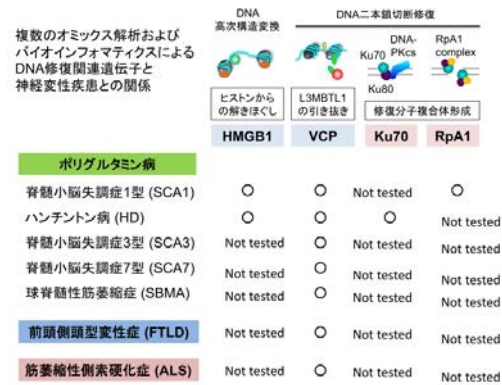 複数のオミックス解析および
バイオインフォマティクスによる
DNA修復関連遺伝子と
神経変性疾患との関係
DNA
高次構造変換
DNA二本鎖切断修復
Ku70
Ku80
DNA-
PKcs
RpA1
complex
ヒストンから
の解きほぐし
L3MBTL1
の引き抜き
修復分子複合体形成
HMGB1 VCP Ku70 RpA1
ポリグルタミン病
脊髄小脳失調症1型 (SCA1) ○ ○ Not tested ○
ハンチントン病 (HD) ○ ○ ○ Not tested
脊髄小脳失調症3型 (SCA3) Not tested ○ Not tested Not tested
脊髄小脳失調症7型 (SCA7) Not tested ○ Not tested Not tested
球脊髄性筋萎縮症 (SBMA) Not tested ○ Not tested Not tested
前頭側頭型変性症 (FTLD) Not tested ○ Not tested Not tested
筋萎縮性側索硬化症 (ALS) Not tested ○ Not tested Not tested